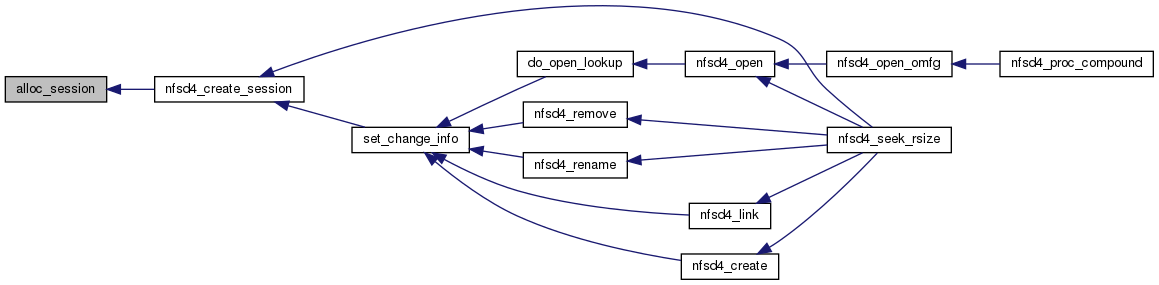 alloc_session
nfsd4_create_session
set_change_info
do_open_lookup
nfsd4_open
nfsd4_open_omfg
nfsd4_proc_compound
nfsd4_remove
nfsd4_seek_rsize
nfsd4_rename
nfsd4_link
nfsd4_create